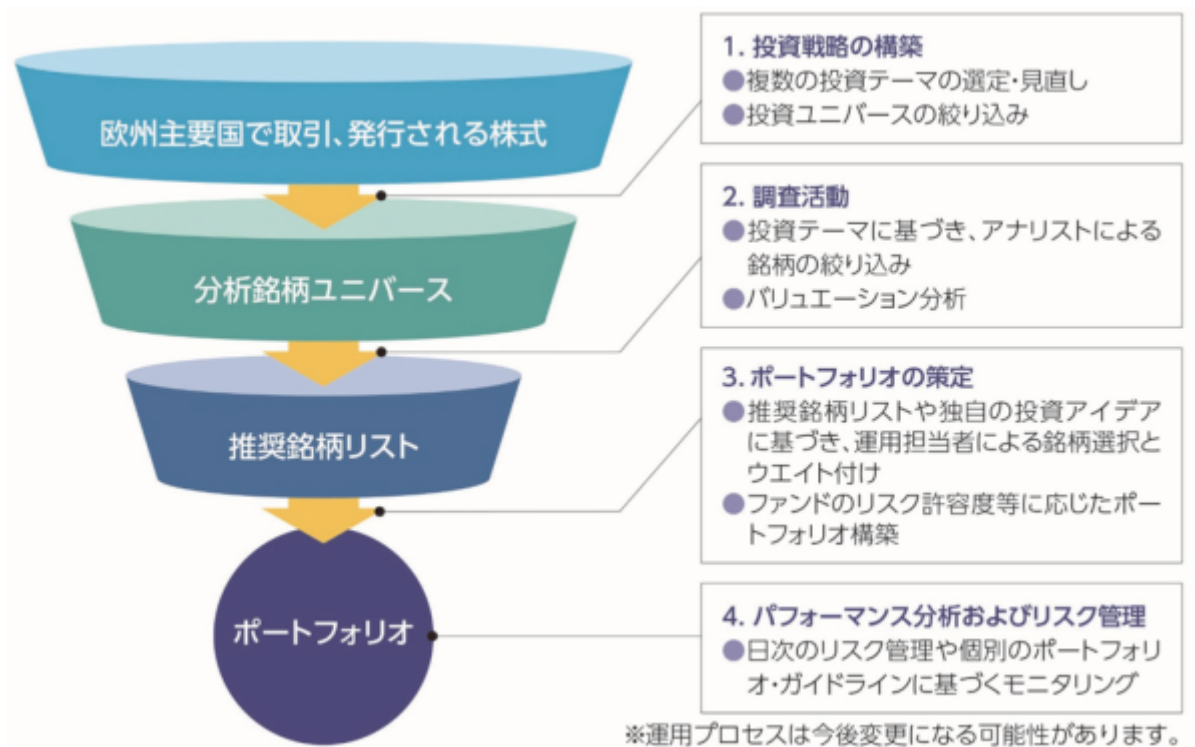 欧州主要国で取引、発行される株式
分析銘柄ユニバース
推奨銘柄リスト
ポートフォリオ
1. 投資戦略の構築
●複数の投資テーマの選定・見直し
●投資ユニバースの絞り込み
2. 調査活動
●投資テーマに基づき、アナリストによる
銘柄の絞り込み
●バリュエーション分析
3. ポートフォリオの策定
●推奨銘柄リストや独自の投資アイデア
に基づき、運用担当者による銘柄選択と
ウエイト付け
●ファンドのリスク許容度等に応じたポー
トフォリオ構築
4. パフォーマンス分析およびリスク管理
●日次のリスク管理や個別のポートフォリ
オ・ガイドラインに基づくモニタリング
※運用プロセスは今後変更になる可能性があります。